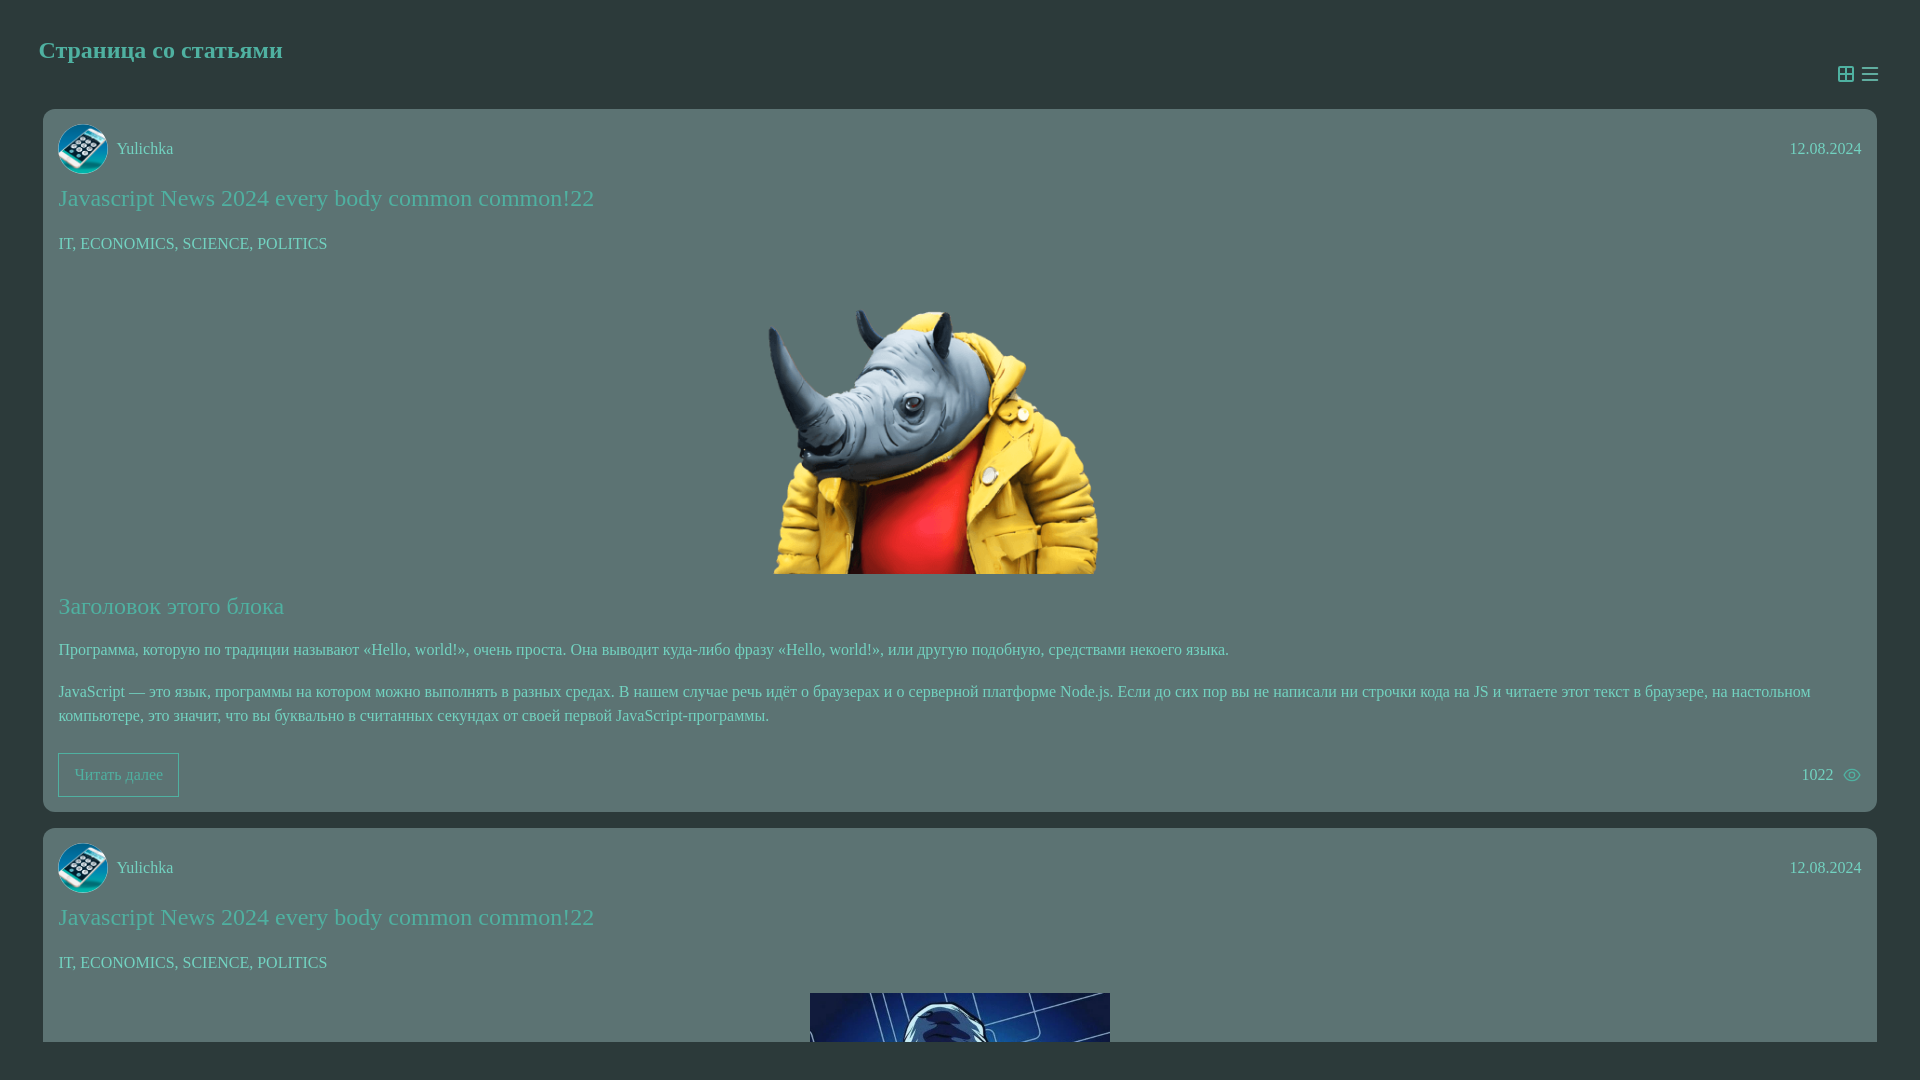 Страница со статьями
Yulichka
12.08.2024
Javascript News 2024 every body common common!22
IT, ECONOMICS, SCIENCE, POLITICS
Заголовок этого блока
Программа, которую по традиции называют «Hello, world!», очень проста. Она выводит куда-либо фразу «Hello, world!», или другую подобную, средствами некоего языка.
JavaScript — это язык, программы на котором можно выполнять в разных средах. В нашем случае речь идёт о браузерах и о серверной платформе Node.js. Если до сих пор вы не написали ни строчки кода на JS и читаете этот текст в браузере, на настольном
компьютере, это значит, что вы буквально в считанных секундах от своей первой JavaScript-программы.
Читать далее
1022
Yulichka
12.08.2024
Javascript News 2024 every body common common!22
IT, ECONOMICS, SCIENCE, POLITICS